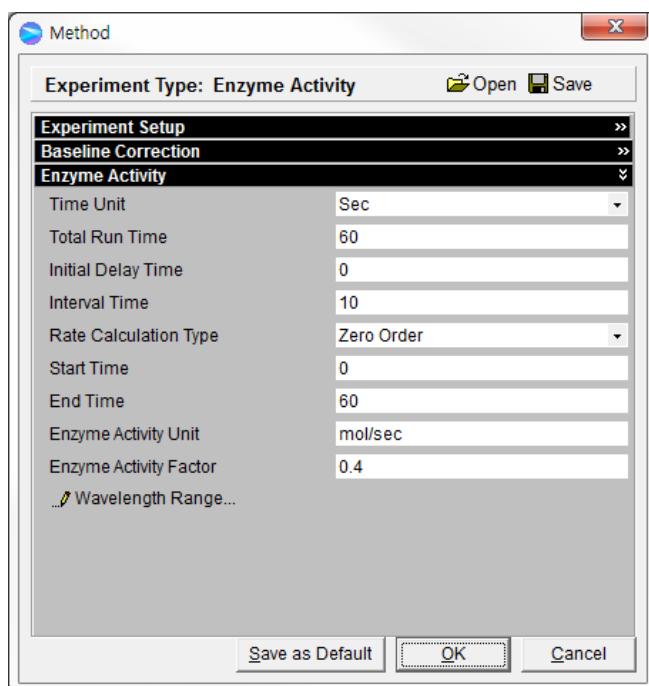 Method
Experiment Type: Enzyme Activity Open Save
Experiment Setup
Baseline Correction
Enzyme Activity
Time Unit Sec
Total Run Time 60
Initial Delay Time 0
Interval Time 10
Rate Calculation Type Zero Order
Start Time 0
End Time 60
Enzyme Activity Unit mol/sec
Enzyme Activity Factor 0.4
Wavelength Range...
Save as Default OK Cancel